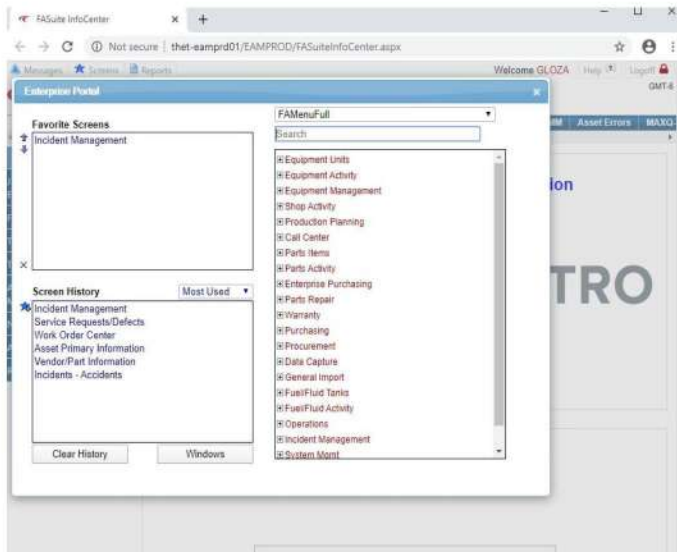 FASuite InfoCenter
Not secure | thet-eamprd01/EAMPROD/FASuiteInfoCenter.aspx
Messages Screens Reports Welcome GLOZA Help Logoff
GMT-6
Enterprise Portal
Favorite Screens
Incident Management
Screen History Most Used
Incident Management
Service Requests/Defects
Work Order Center
Asset Primary Information
Vendor/Part Information
Incidents - Accidents
Clear History Windows
FAMenuFull
Search
Equipment Units
Equipment Activity
Equipment Management
Shop Activity
Production Planning
Call Center
Parts Items
Parts Activity
Enterprise Purchasing
Parts Repair
Warranty
Purchasing
Procurement
Data Capture
General Import
Fuel/Fluid Tanks
Fuel/Fluid Activity
Operations
Incident Management
System Mgmt
Asset Errors MAXQ
ion
TRO